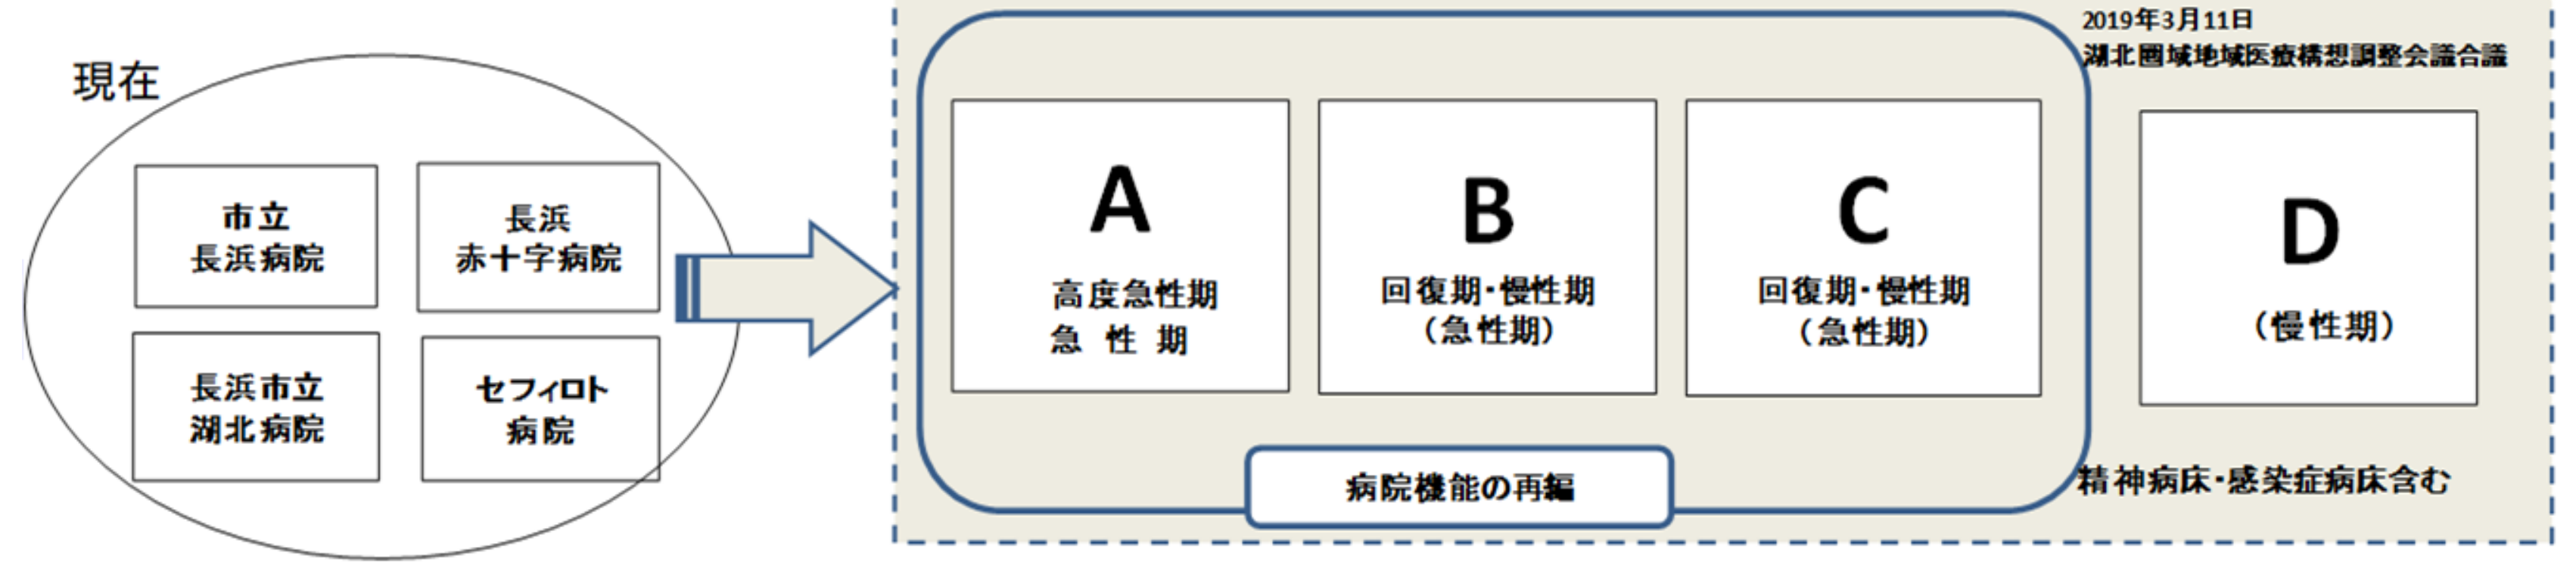 現在
市立
長浜病院
長浜
赤十字病院
長浜市立
湖北病院
セフィロト
病院
2019年3月11日
湖北圏域地域医療構想調整会議合議
A
高度急性期
急 性 期
B
回復期・慢性期
（急性期）
C
回復期・慢性期
（急性期）
D
（慢性期）
病院機能の再編
精神病床・感染症病床含む